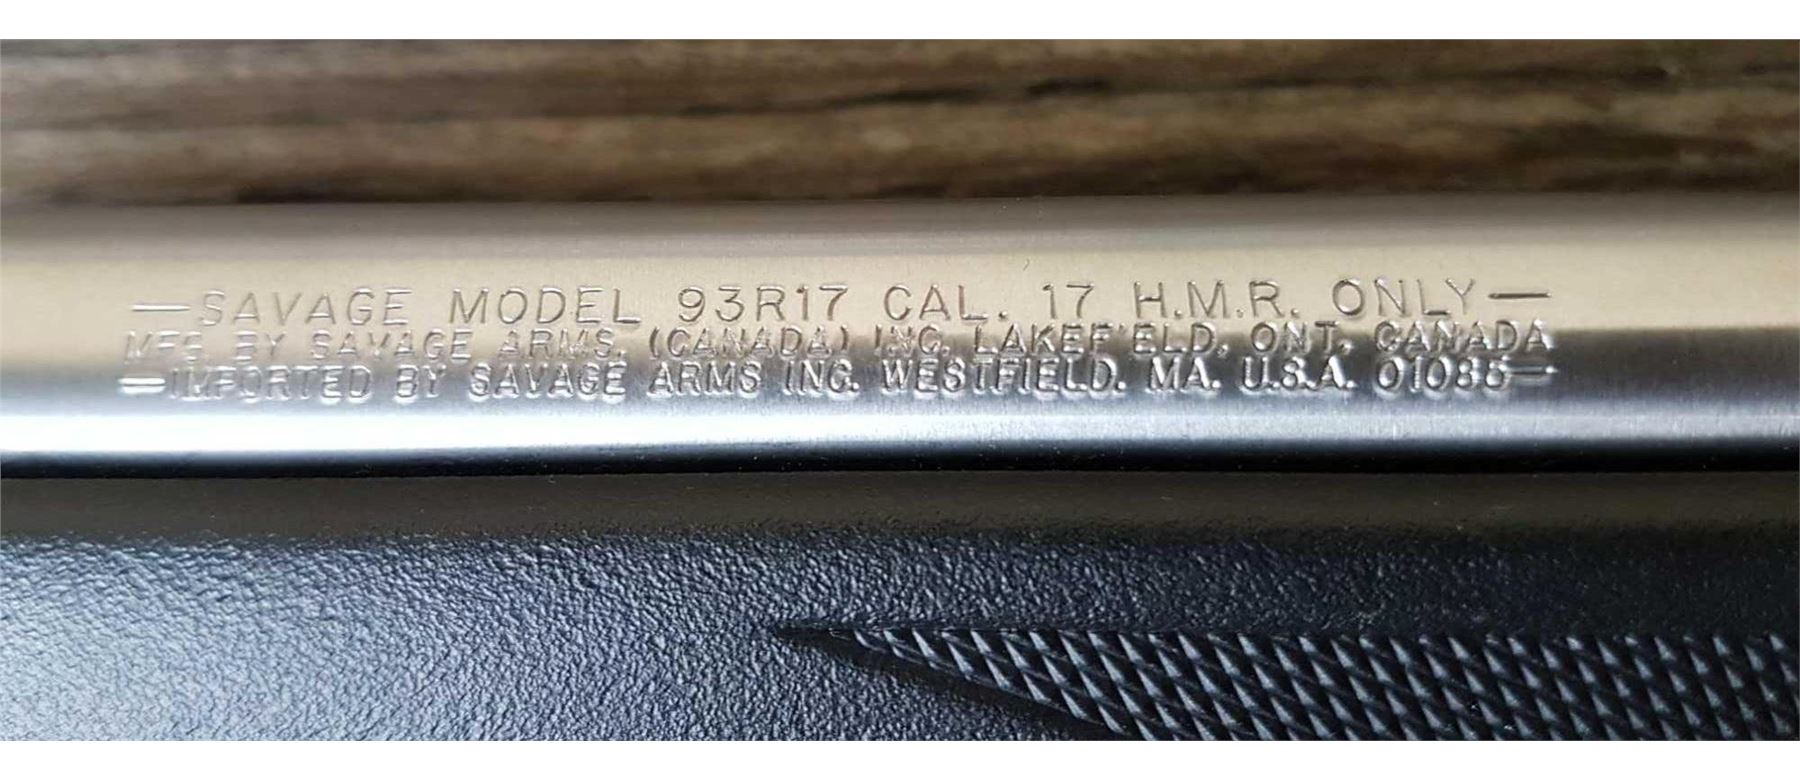 —SAVAGE MODEL 93R17 CAL. 17 H.M.R. ONLY—
MFG. BY SAVAGE ARMS. (CANADA) INC. LAKEFIELD, ONT, CANADA
—IMPORTED BY SAVAGE ARMS INC. WESTFIELD. MA. U.S.A. 01085—